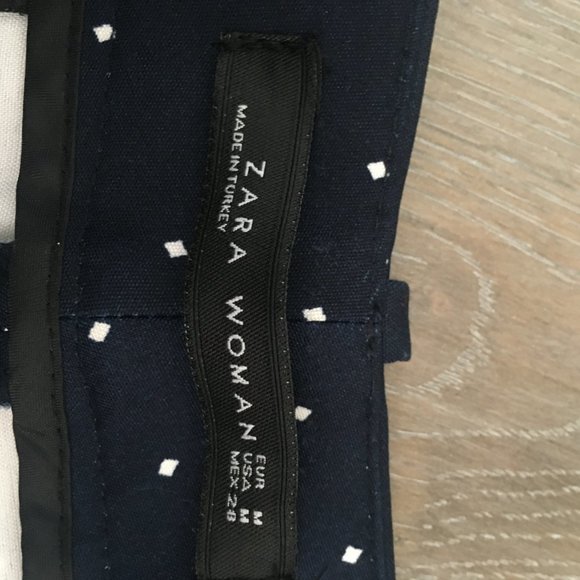 ZARA WOMAN
MADE IN TURKEY
EUR M
USA M
MEX 28